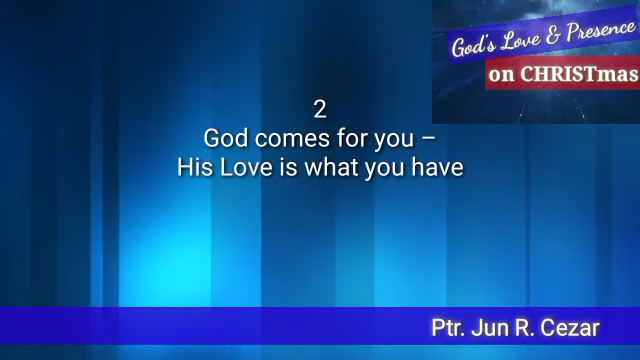 God's Love & Presence
on CHRISTmas
2
God comes for you –
His Love is what you have
Ptr. Jun R. Cezar